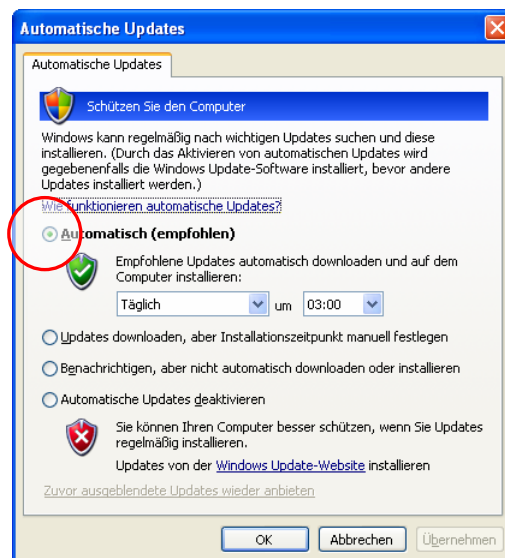 Automatische Updates
Automatische Updates
Schützen Sie den Computer
Windows kann regelmäßig nach wichtigen Updates suchen und diese
installieren. (Durch das Aktivieren von automatischen Updates wird
gegebenenfalls die Windows Update-Software installiert, bevor andere
Updates installiert werden.)
Wie funktionieren automatische Updates?
Automatisch (empfohlen)
Empfohlene Updates automatisch downloaden und auf dem
Computer installieren:
Täglich um 03:00
Updates downloaden, aber Installationszeitpunkt manuell festlegen
Benachrichtigen, aber nicht automatisch downloaden oder installieren
Automatische Updates deaktivieren
Sie können Ihren Computer besser schützen, wenn Sie Updates
regelmäßig installieren.
Updates von der Windows Update-Website installieren
Zuvor ausgeblendete Updates wieder anbieten
OK Abbrechen Übernehmen